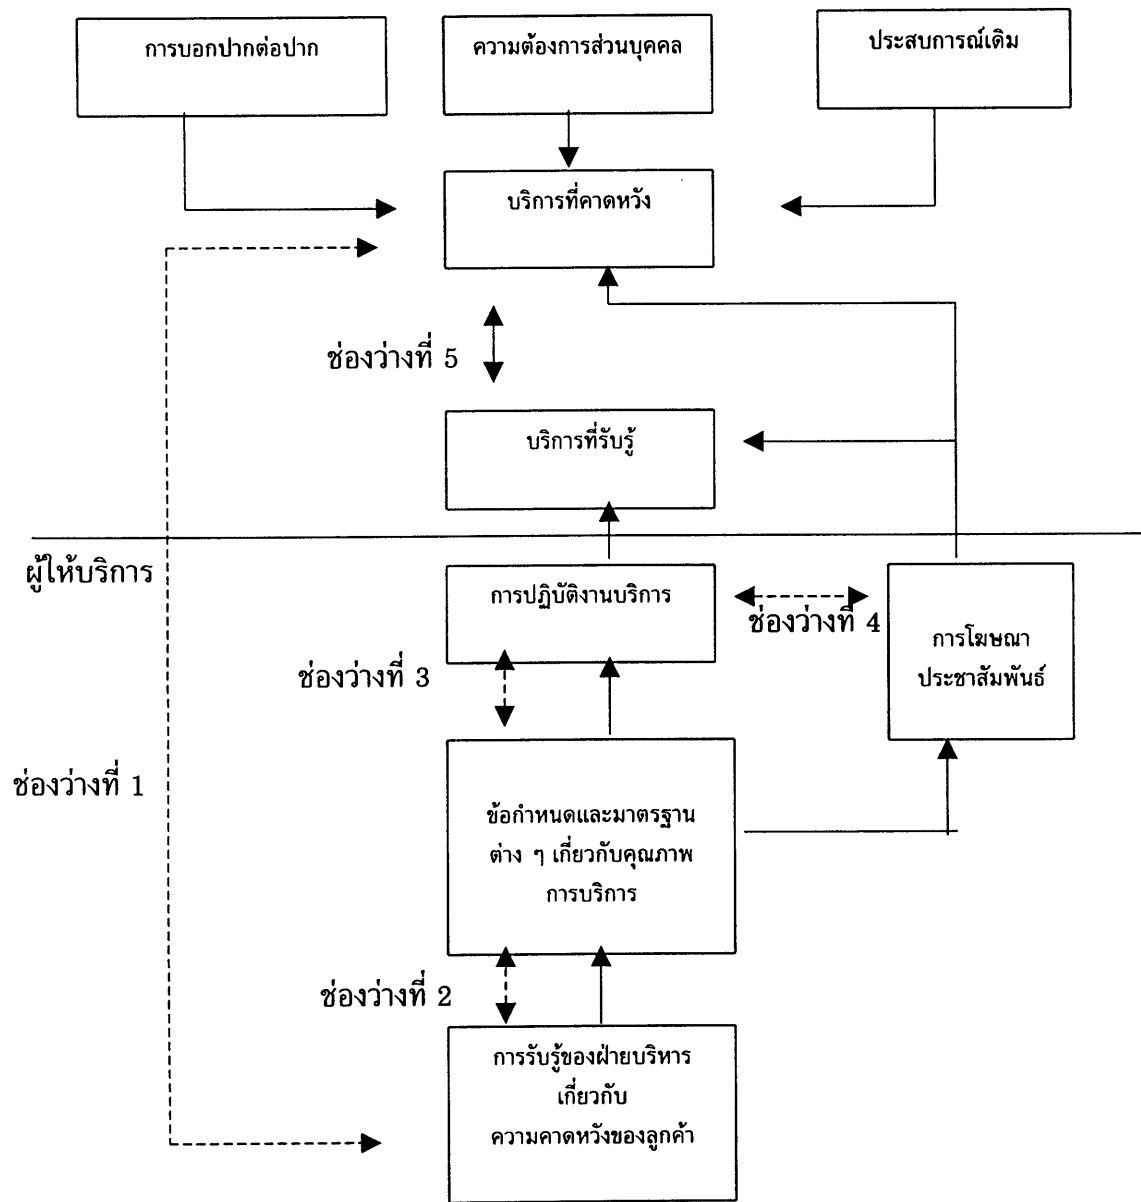 การบอกปากต่อปาก
ความต้องการส่วนบุคคล
ประสบการณ์เดิม
บริการที่คาดหวัง
ช่องว่างที่ 5
บริการที่รับรู้
ผู้ให้บริการ
การปฏิบัติงานบริการ
ช่องว่างที่ 4
การโฆษณา
ประชาสัมพันธ์
ช่องว่างที่ 3
ช่องว่างที่ 1
ข้อกำหนดและมาตรฐาน
ต่าง ๆ เกี่ยวกับคุณภาพ
การบริการ
ช่องว่างที่ 2
การรับรู้ของฝ่ายบริหาร
เกี่ยวกับ
ความคาดหวังของลูกค้า